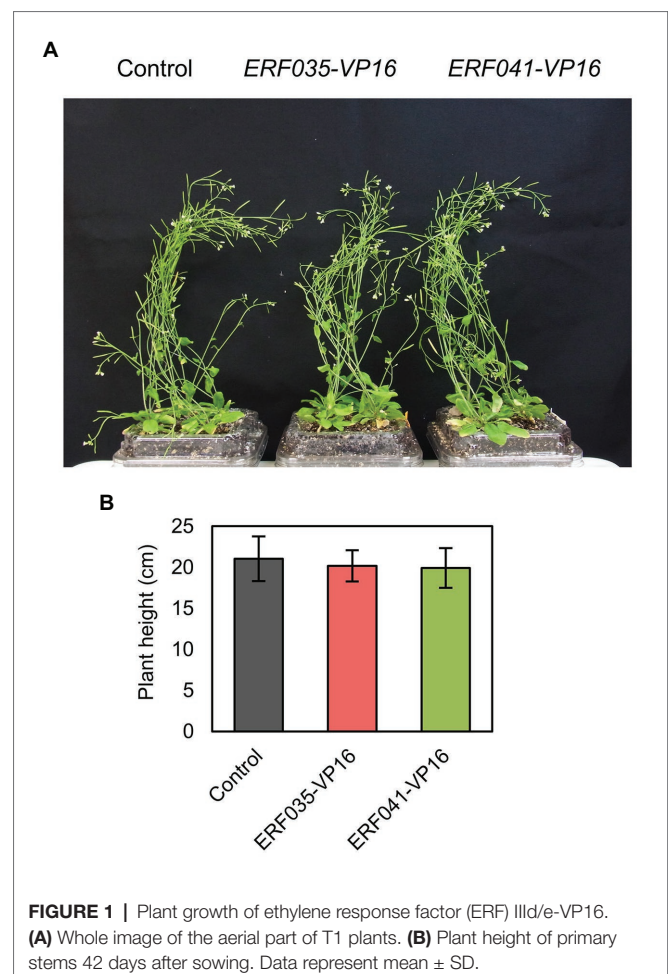 A
Control ERF035-VP16 ERF041-VP16
B
25
20
15
10
5
0
Plant height (cm)
Control
ERF035-VP16
ERF041-VP16
FIGURE 1 | Plant growth of ethylene response factor (ERF) IIId/e-VP16.
(A) Whole image of the aerial part of T1 plants. (B) Plant height of primary
stems 42 days after sowing. Data represent mean ± SD.